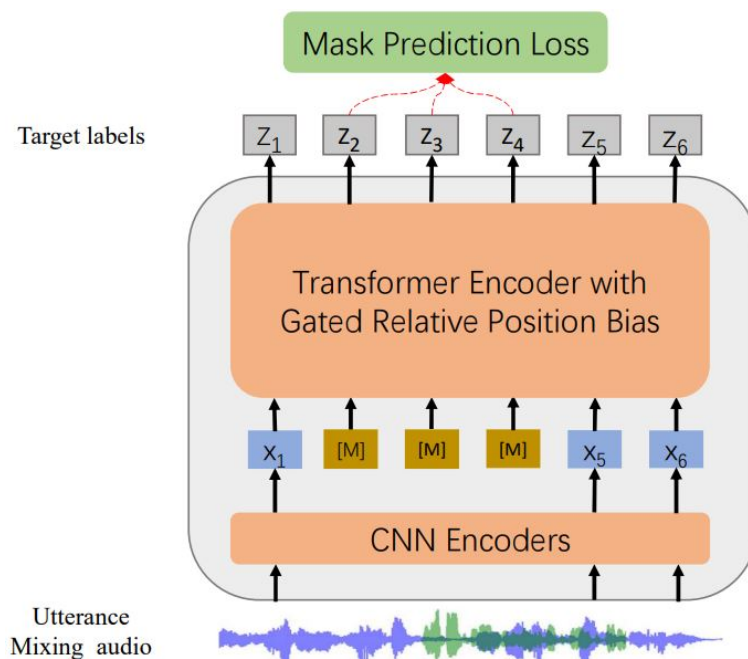 Mask Prediction Loss
Target labels
Z₁ Z₂ Z₃ Z₄ Z₅ Z₆
Transformer Encoder with
Gated Relative Position Bias
x₁ [M] [M] [M] x₅ x₆
CNN Encoders
Utterance
Mixing audio